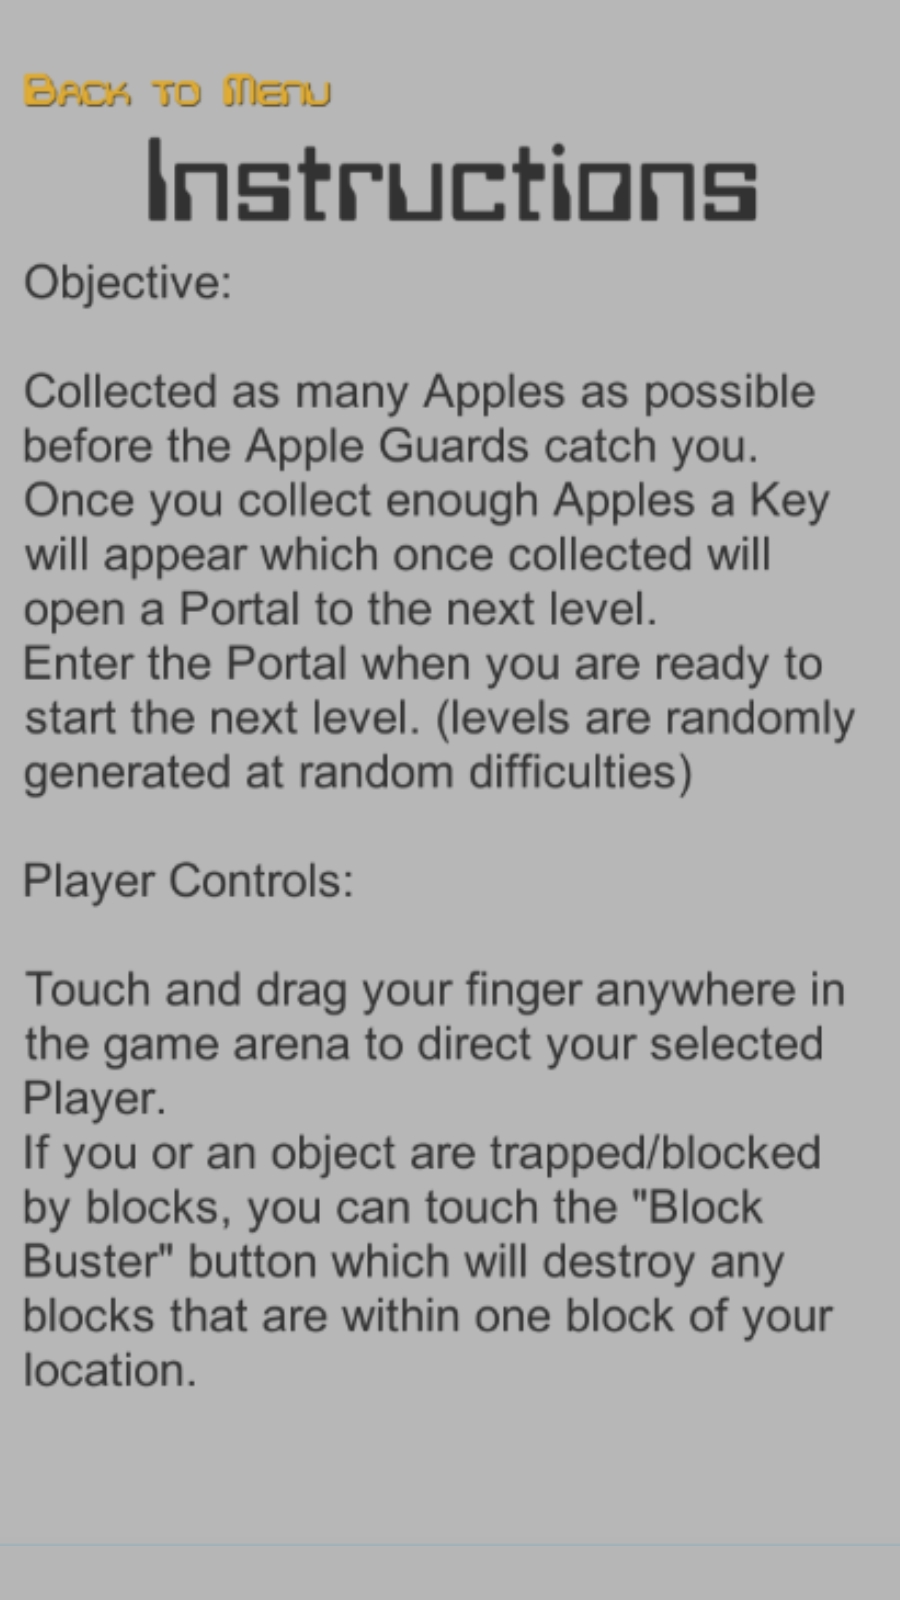 Back to Menu
Instructions
Objective:
Collected as many Apples as possible
before the Apple Guards catch you.
Once you collect enough Apples a Key
will appear which once collected will
open a Portal to the next level.
Enter the Portal when you are ready to
start the next level. (levels are randomly
generated at random difficulties)
Player Controls:
Touch and drag your finger anywhere in
the game arena to direct your selected
Player.
If you or an object are trapped/blocked
by blocks, you can touch the "Block
Buster" button which will destroy any
blocks that are within one block of your
location.